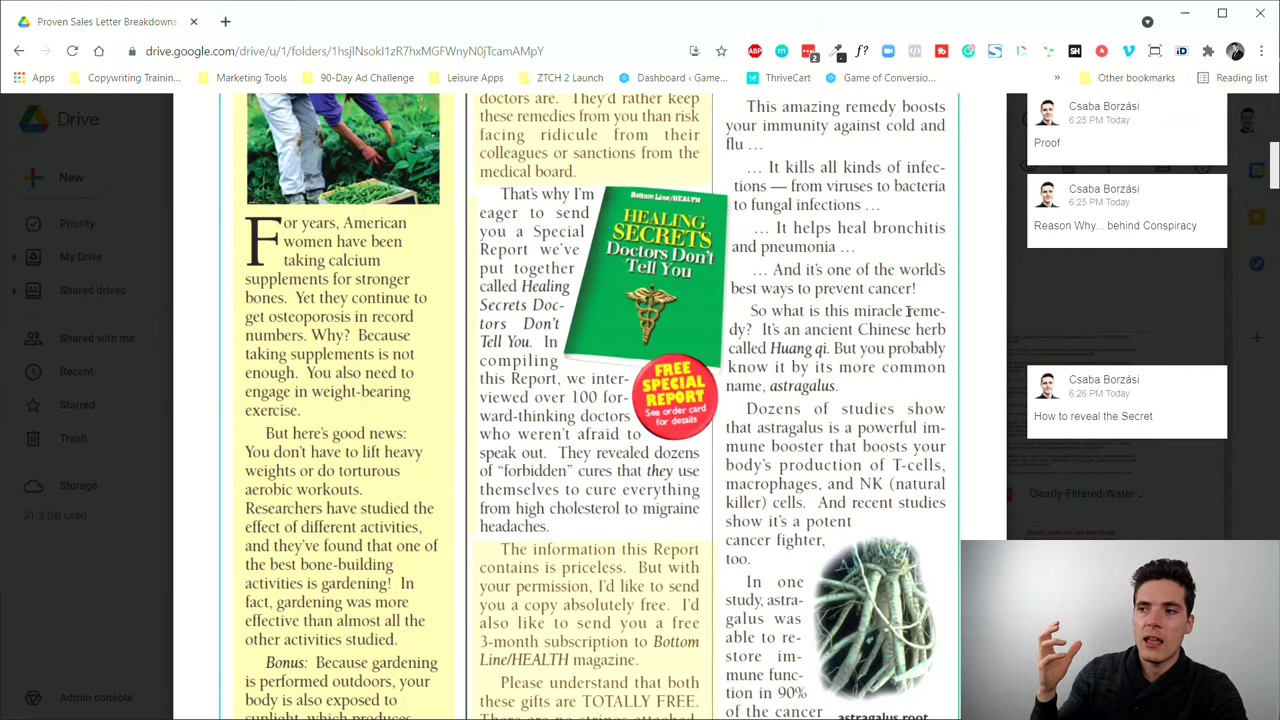 Proven Sales Letter Breakdowns
drive.google.com/drive/u/1/folders/1hsjlNsokI1zR7hxMGFWnyN0jTcamAMpY
Apps
Copywriting Trainin...
Marketing Tools
90-Day Ad Challenge
Leisure Apps
ZTCH 2 Launch
Dashboard ‹ Game...
ThriveCart
Game of Conversio...
»
Other bookmarks
Reading list
Drive
New
Priority
My Drive
Shared drives
Shared with me
Recent
Starred
Trash
Storage
31.3 GB used
Admin console
For years, American
women have been
taking calcium
supplements for stronger
bones. Yet they continue to
get osteoporosis in record
numbers. Why? Because
taking supplements is not
enough. You also need to
engage in weight-bearing
exercise.
But here's good news:
You don't have to lift heavy
weights or do torturous
aerobic workouts.
Researchers have studied the
effect of different activities,
and they've found that one of
the best bone-building
activities is gardening! In
fact, gardening was more
effective than almost all the
other activities studied.
Bonus: Because gardening
is performed outdoors, your
body is also exposed to
sunlight, which produces
doctors are. They'd rather keep
these remedies from you than risk
facing ridicule from their
colleagues or sanctions from the
medical board.
That's why I'm
eager to send
you a Special
Report we've
put together
called Healing
Secrets Doc-
tors Don't
Tell You. In
compiling
this Report, we inter-
viewed over 100 for-
ward-thinking doctors
who weren't afraid to
speak out. They revealed dozens
of "forbidden" cures that they use
themselves to cure everything
from high cholesterol to migraine
headaches.
The information this Report
contains is priceless. But with
your permission, I'd like to send
you a copy absolutely free. I'd
also like to send you a free
3-month subscription to Bottom
Line/HEALTH magazine.
Please understand that both
these gifts are TOTALLY FREE.
There are no strings attached.
Bottom Line/HEALTH
HEALING
SECRETS
Doctors Don't
Tell You
FREE
SPECIAL
REPORT
See order card
for details
This amazing remedy boosts
your immunity against cold and
flu …
… It kills all kinds of infec-
tions — from viruses to bacteria
to fungal infections …
… It helps heal bronchitis
and pneumonia …
… And it's one of the world's
best ways to prevent cancer!
So what is this miracle reme-
dy? It's an ancient Chinese herb
called Huang qi. But you probably
know it by its more common
name, astragalus.
Dozens of studies show
that astragalus is a powerful im-
mune booster that boosts your
body's production of T-cells,
macrophages, and NK (natural
killer) cells. And recent studies
show it's a potent
cancer fighter,
too.
In one
study, astra-
galus was
able to re-
store im-
mune func-
tion in 90%
of the cancer
astragalus root
Csaba Borzási
6:25 PM Today
Proof
Csaba Borzási
6:25 PM Today
Reason Why... behind Conspiracy
Csaba Borzási
6:26 PM Today
How to reveal the Secret
Clearly-Filtered-Water-...